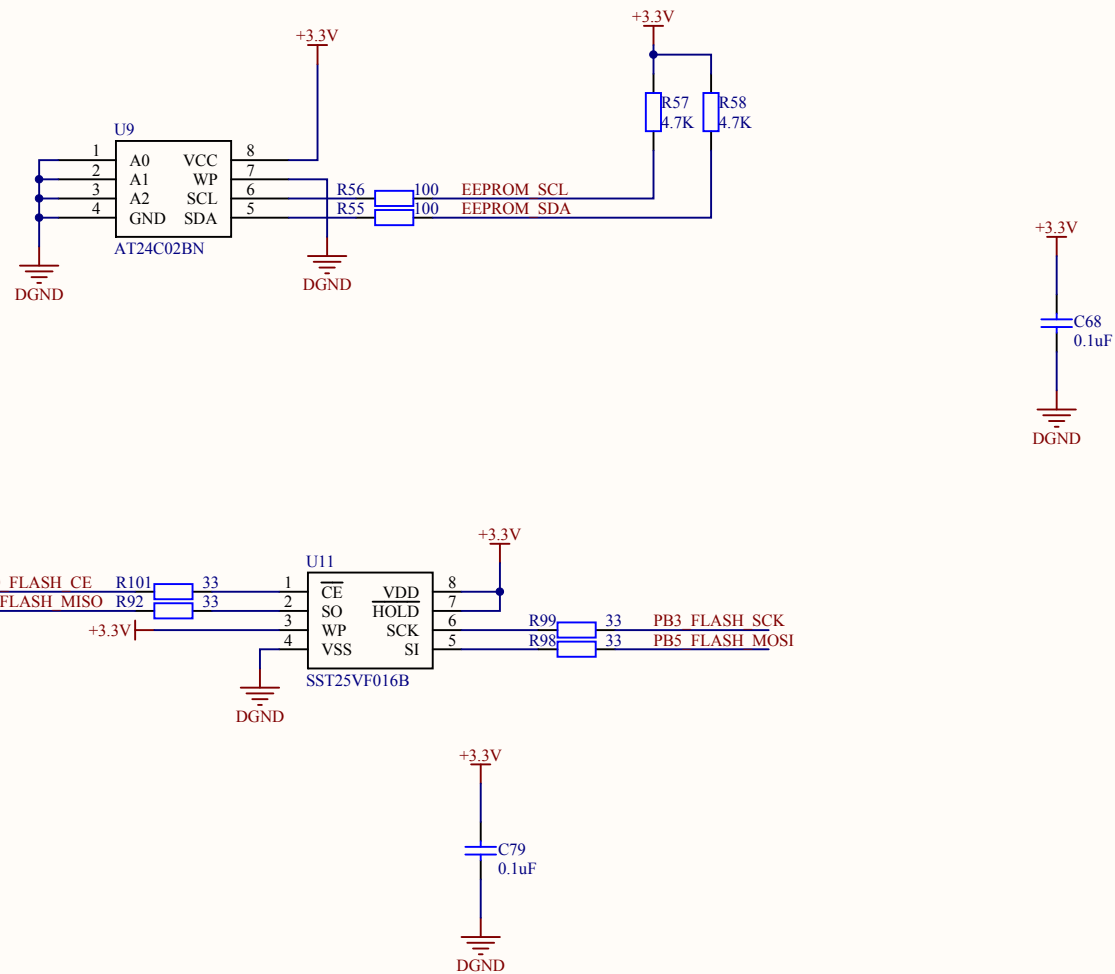 +3.3V
+3.3V
R57
4.7K
R58
4.7K
U9
1 A0 VCC 8
2 A1 WP 7
3 A2 SCL 6
4 GND SDA 5
AT24C02BN
R56 100 EEPROM_SCL
R55 100 EEPROM_SDA
DGND
DGND
+3.3V
C68
0.1uF
DGND
+3.3V
U11
FLASH_CE R101 33
FLASH_MISO R92 33
+3.3V
1 CE VDD 8
2 SO HOLD 7
3 WP SCK 6
4 VSS SI 5
SST25VF016B
R99 33 PB3_FLASH_SCK
R98 33 PB5_FLASH_MOSI
DGND
+3.3V
C79
0.1uF
DGND